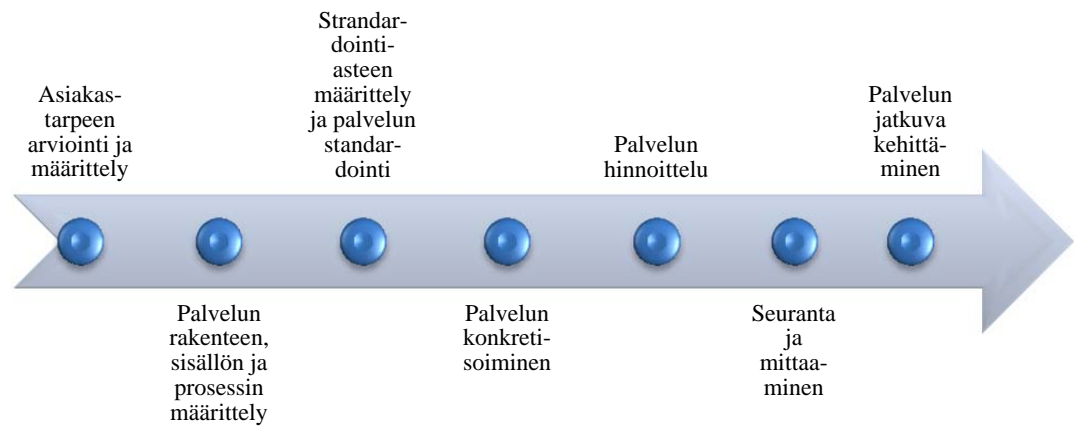 Asiakas-
tarpeen
arviointi ja
määrittely
Palvelun
rakenteen,
sisällön ja
prosessin
määrittely
Strandar-
dointi-
asteen
määrittely
ja palvelun
standar-
dointi
Palvelun
konkreti-
soiminen
Palvelun
hinnoittelu
Seuranta
ja
mittaa-
minen
Palvelun
jatkuva
kehittä-
minen